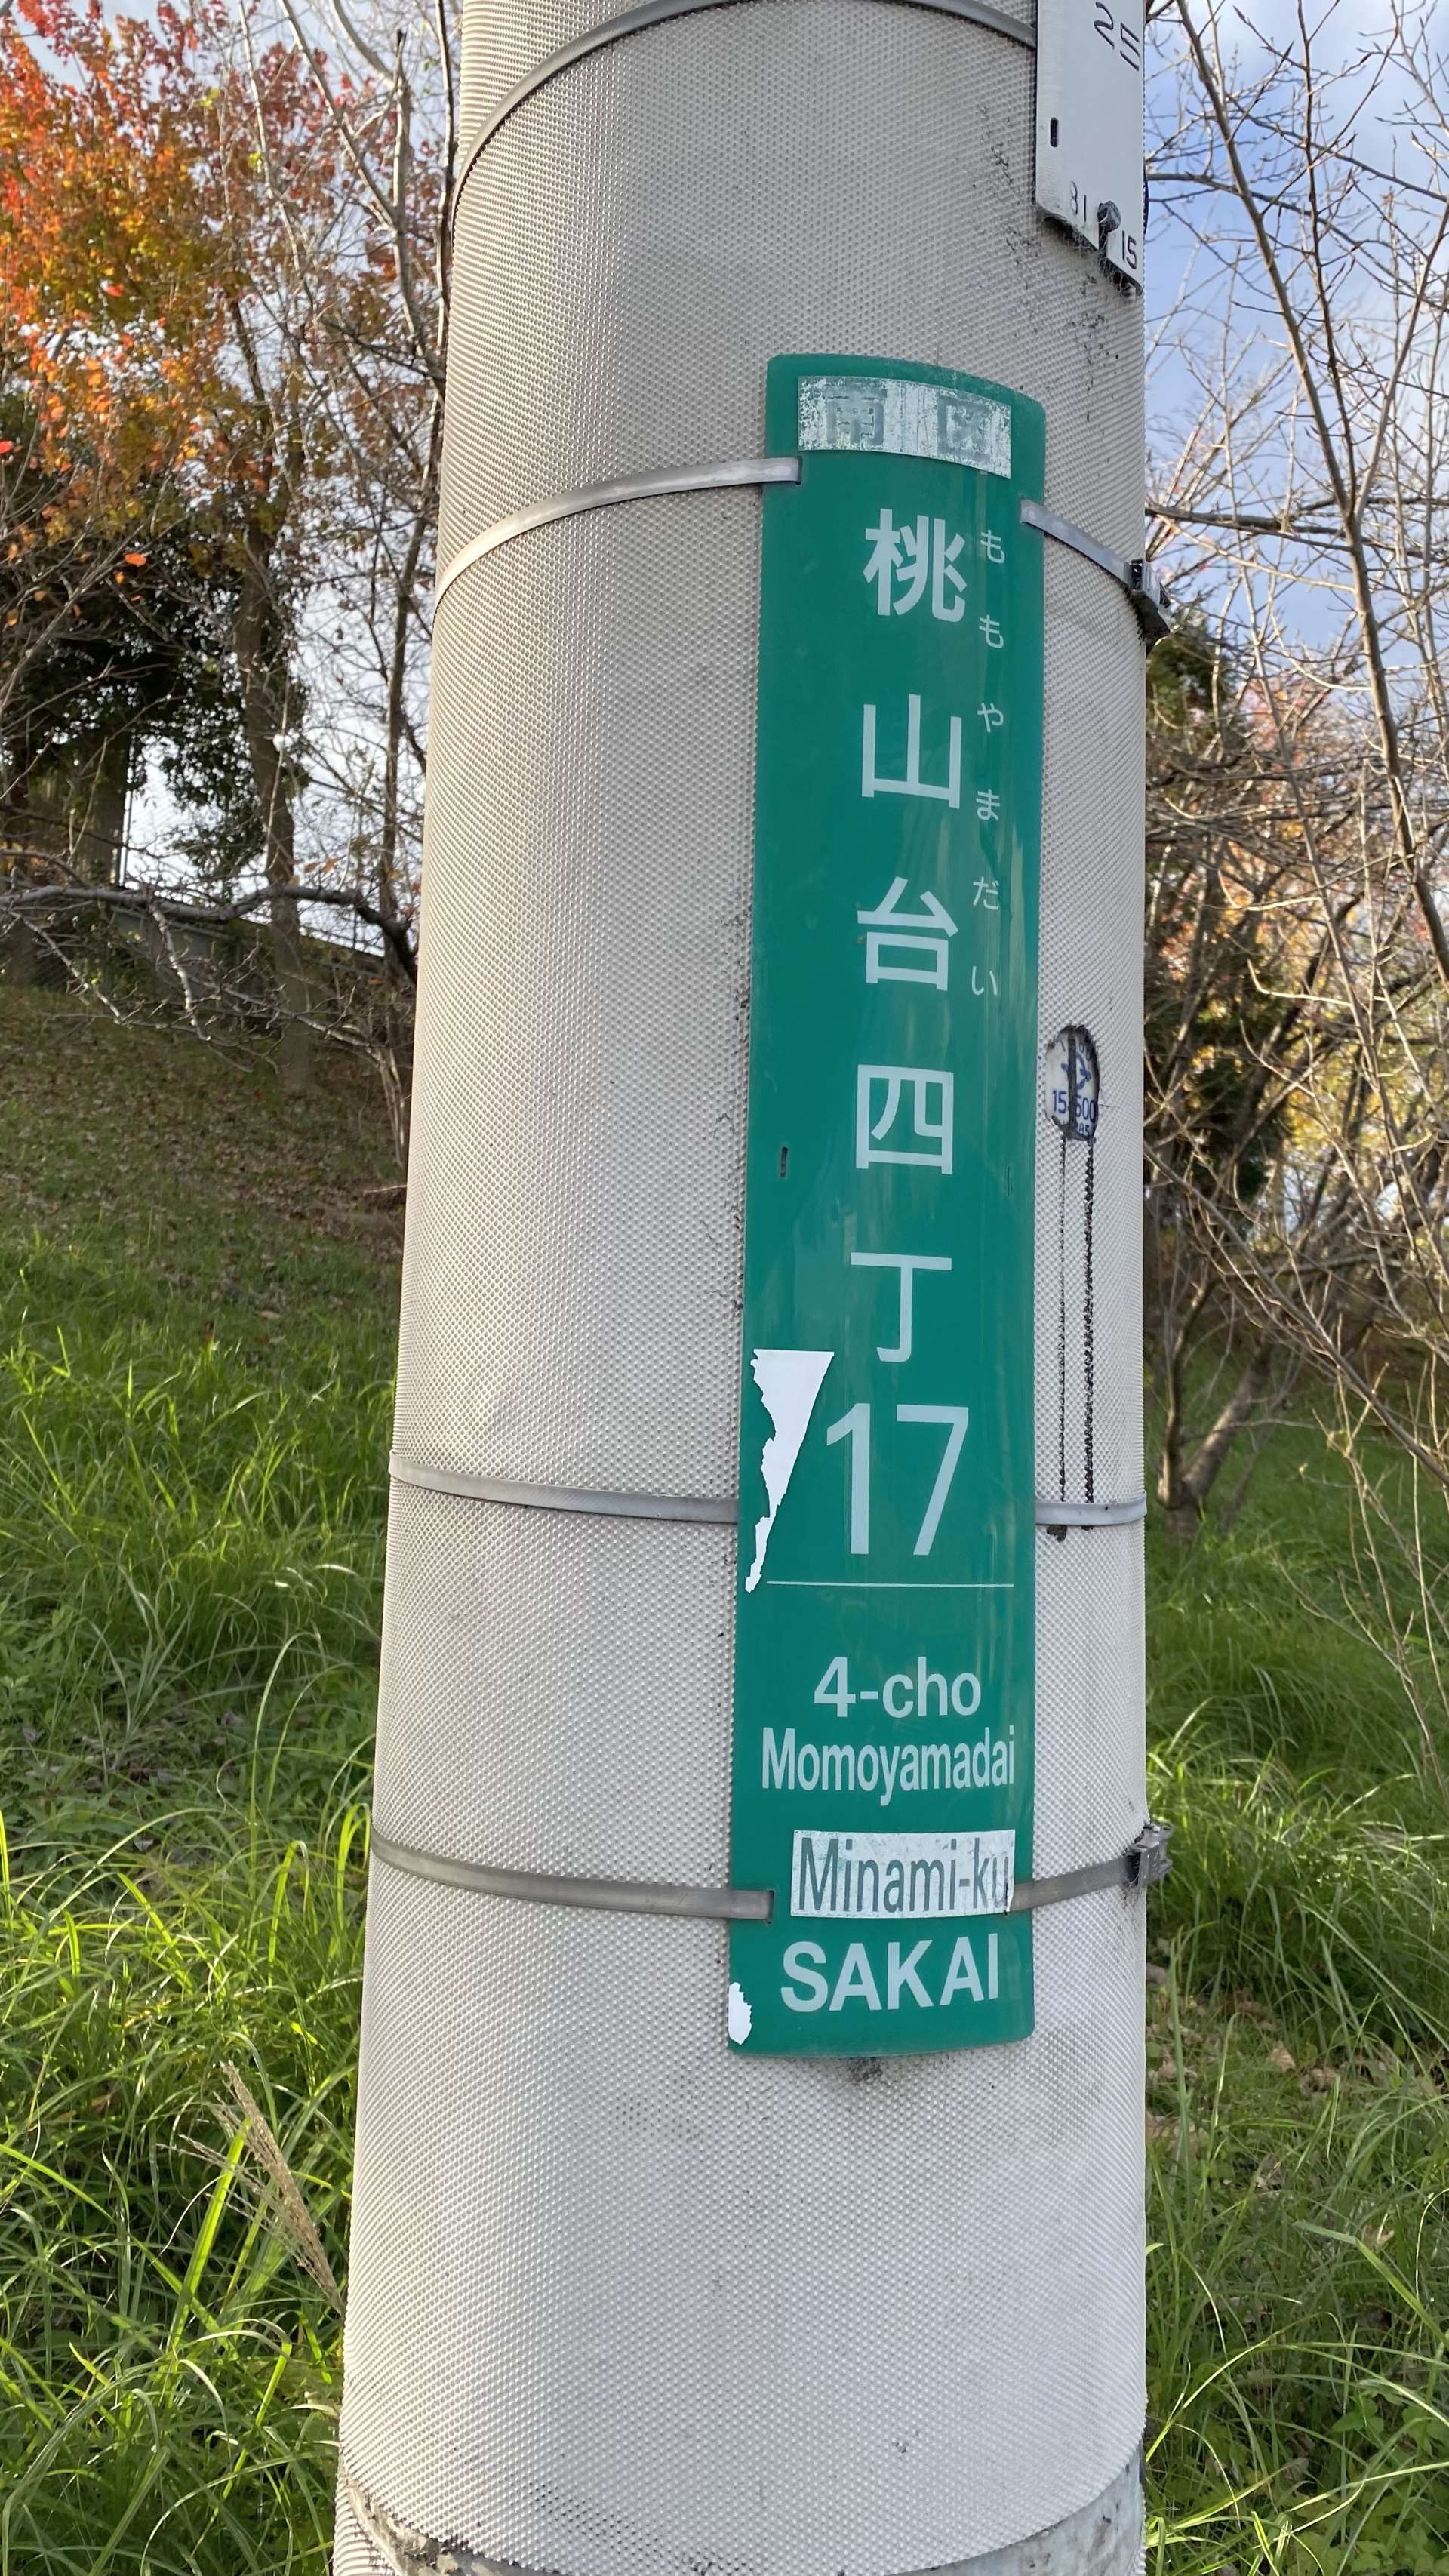 南区
桃山台四丁
ももやまだい
17
4-cho
Momoyamadai
Minami-ku
SAKAI
15